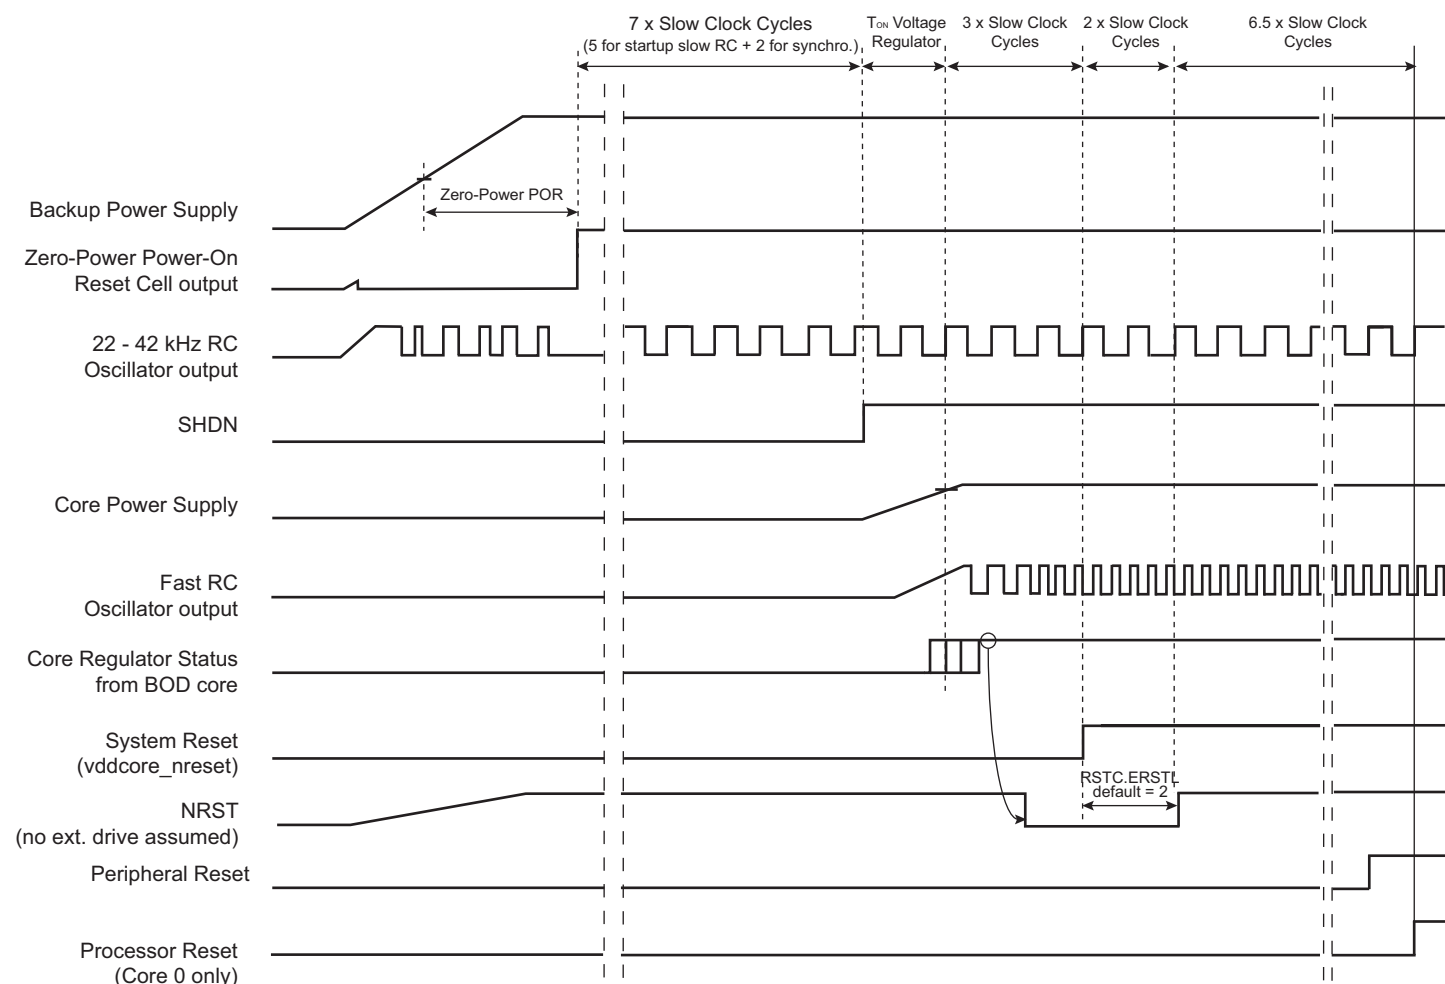 7 x Slow Clock Cycles
(5 for startup slow RC + 2 for synchro.)
TON Voltage
Regulator
3 x Slow Clock
Cycles
2 x Slow Clock
Cycles
6.5 x Slow Clock
Cycles
Zero-Power POR
Backup Power Supply
Zero-Power Power-On
Reset Cell output
22 - 42 kHz RC
Oscillator output
SHDN
Core Power Supply
Fast RC
Oscillator output
Core Regulator Status
from BOD core
System Reset
(vddcore_nreset)
RSTC.ERSTL
default = 2
NRST
(no ext. drive assumed)
Peripheral Reset
Processor Reset
(Core 0 only)